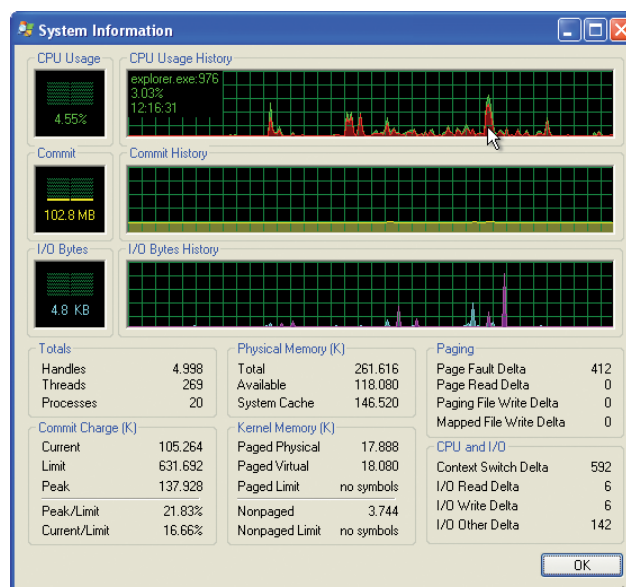 System Information
CPU Usage
CPU Usage History
explorer.exe:976
3.03%
12:16:31
4.55%
Commit
Commit History
102.8 MB
I/O Bytes
I/O Bytes History
4.8 KB
Totals
Handles 4.998
Threads 269
Processes 20
Physical Memory (K)
Total 261.616
Available 118.080
System Cache 146.520
Paging
Page Fault Delta 412
Page Read Delta 0
Paging File Write Delta 0
Mapped File Write Delta 0
Commit Charge (K)
Current 105.264
Limit 631.692
Peak 137.928
Peak/Limit 21.83%
Current/Limit 16.66%
Kernel Memory (K)
Paged Physical 17.888
Paged Virtual 18.080
Paged Limit no symbols
Nonpaged 3.744
Nonpaged Limit no symbols
CPU and I/O
Context Switch Delta 592
I/O Read Delta 6
I/O Write Delta 6
I/O Other Delta 142
OK